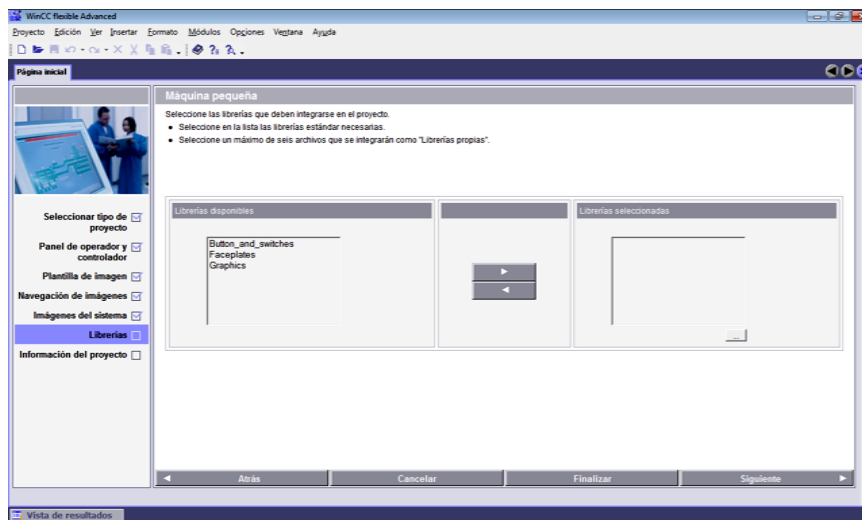 WinCC flexible Advanced
Proyecto Edición Ver Insertar Formato Módulos Opciones Ventana Ayuda
Página inicial
Máquina pequeña
Seleccione las librerías que deben integrarse en el proyecto.
• Seleccione en la lista las librerías estándar necesarias.
• Seleccione un máximo de seis archivos que se integrarán como "Librerías propias".
Seleccionar tipo de
proyecto
Panel de operador y
controlador
Plantilla de imagen
Navegación de imágenes
Imágenes del sistema
Librerías
Información del proyecto
Librerías disponibles
Button_and_switches
Faceplates
Graphics
Librerías seleccionadas
...
Atrás
Cancelar
Finalizar
Siguiente
Vista de resultados